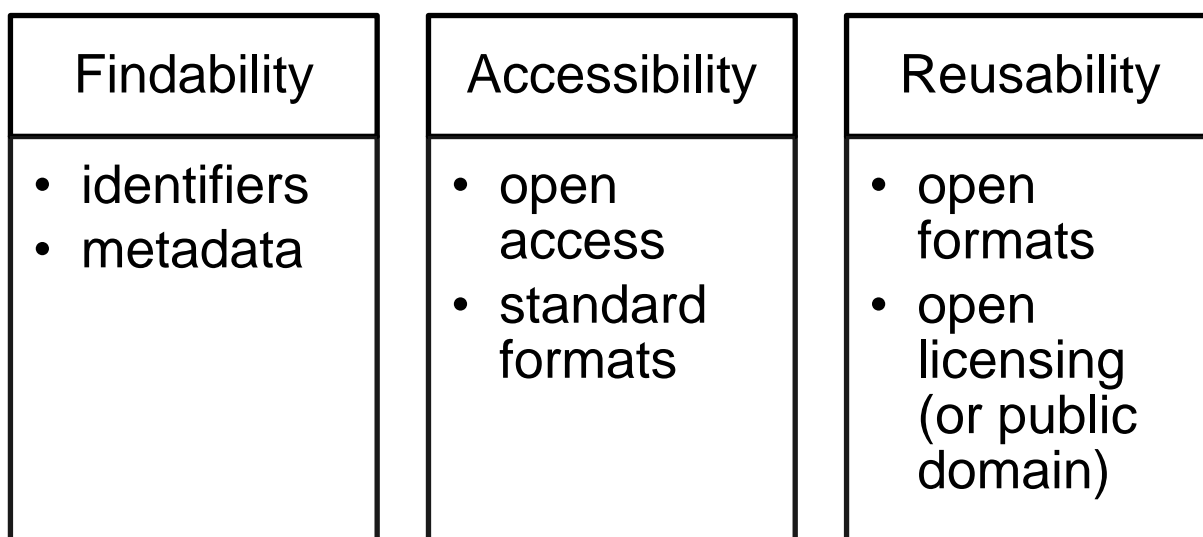 Findability
• identifiers
• metadata
Accessibility
• open
access
• standard
formats
Reusability
• open
formats
• open
licensing
(or public
domain)